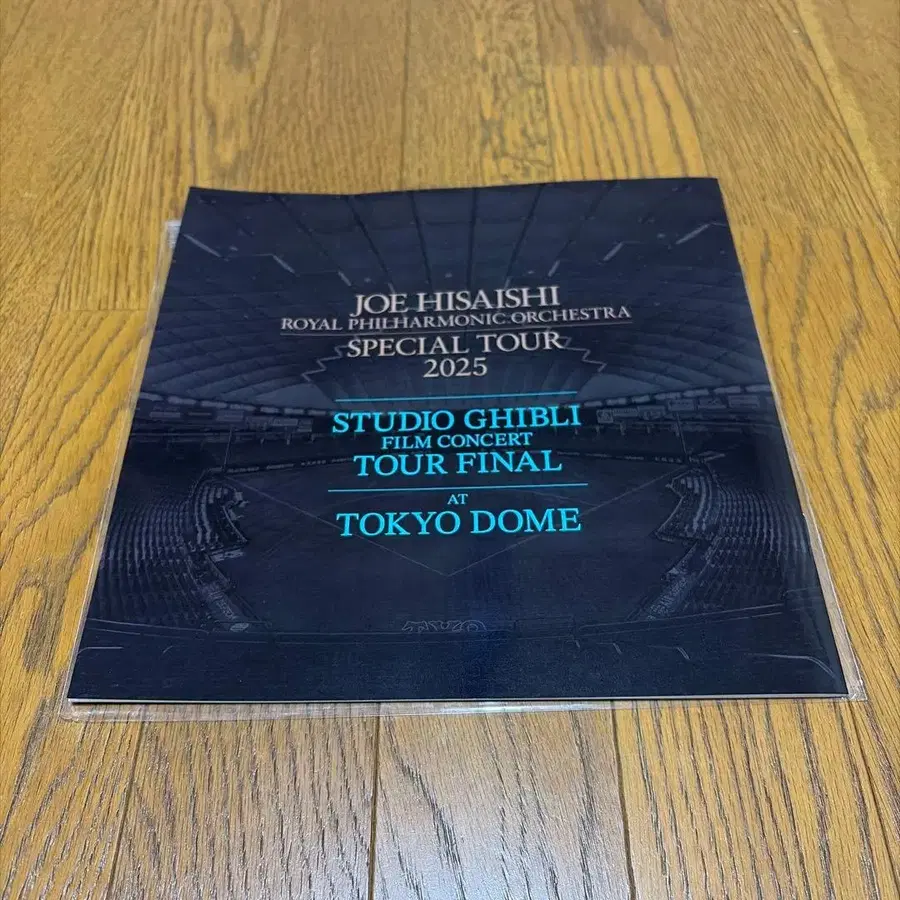 JOE HISAISHI
ROYAL PHILHARMONIC ORCHESTRA
SPECIAL TOUR
2025
STUDIO GHIBLI
FILM CONCERT
TOUR FINAL
AT
TOKYO DOME